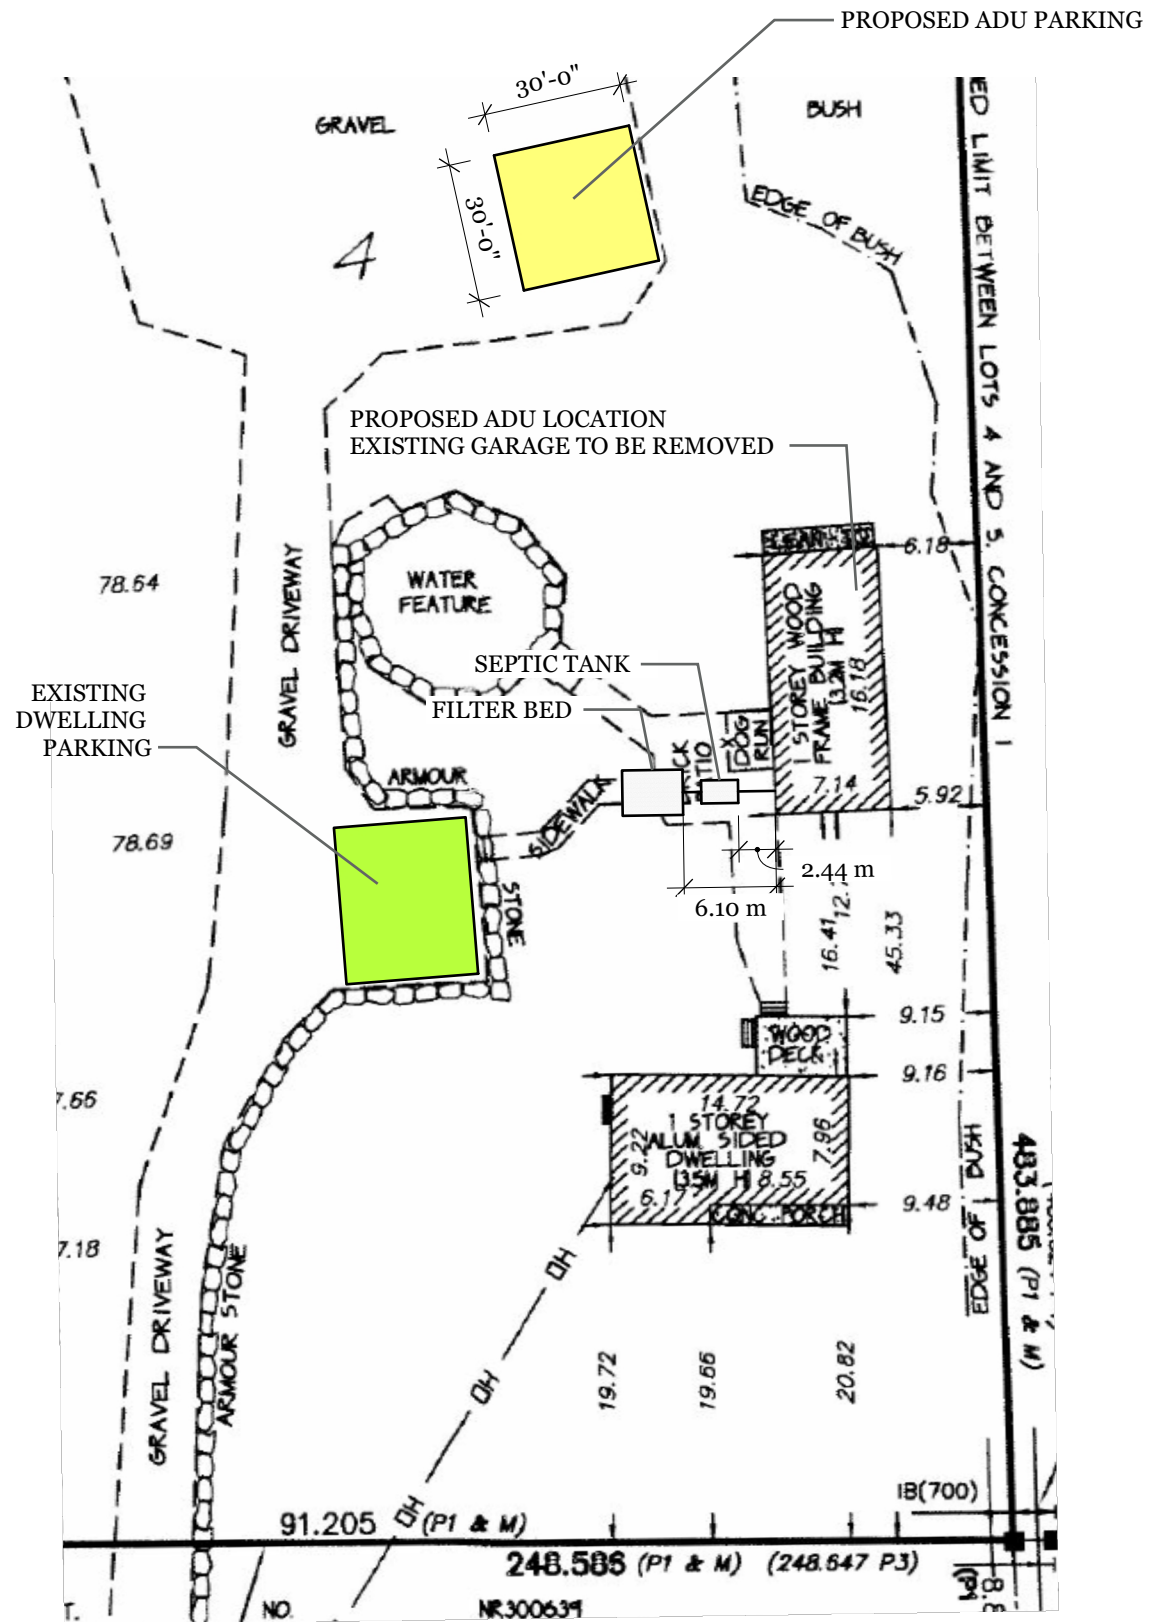 PROPOSED ADU PARKING
30'-0"
GRAVEL
BUSH
30'-0"
EDGE OF BUSH
4
ED LIMIT BETWEEN LOTS 4 AND 5, CONCESSION 1
PROPOSED ADU LOCATION
EXISTING GARAGE TO BE REMOVED
6.18
78.64
GRAVEL DRIVEWAY
WATER
FEATURE
1 STOREY WOOD
FRAME BUILDING
16.18
SEPTIC TANK
FILTER BED
EXISTING
DWELLING
PARKING
DOG
RUN
ARMOUR
7.14
5.92
SIDEWALK
78.69
STONE
2.44 m
6.10 m
16.41
45.33
9.15
WOOD
DECK
9.16
7.66
14.72
1 STOREY
ALUM. SIDED
DWELLING
9.22
7.96
8.55
6.17
CONC. PORCH
9.48
EDGE OF BUSH
483.885 (P1 & M)
7.18
GRAVEL DRIVEWAY
ARMOUR STONE
OH
OH
OH
19.72
19.66
20.82
IB(700)
91.205 (P1 & M)
248.586 (P1 & M) (248.647 P3)
T.
NO.
NR300639